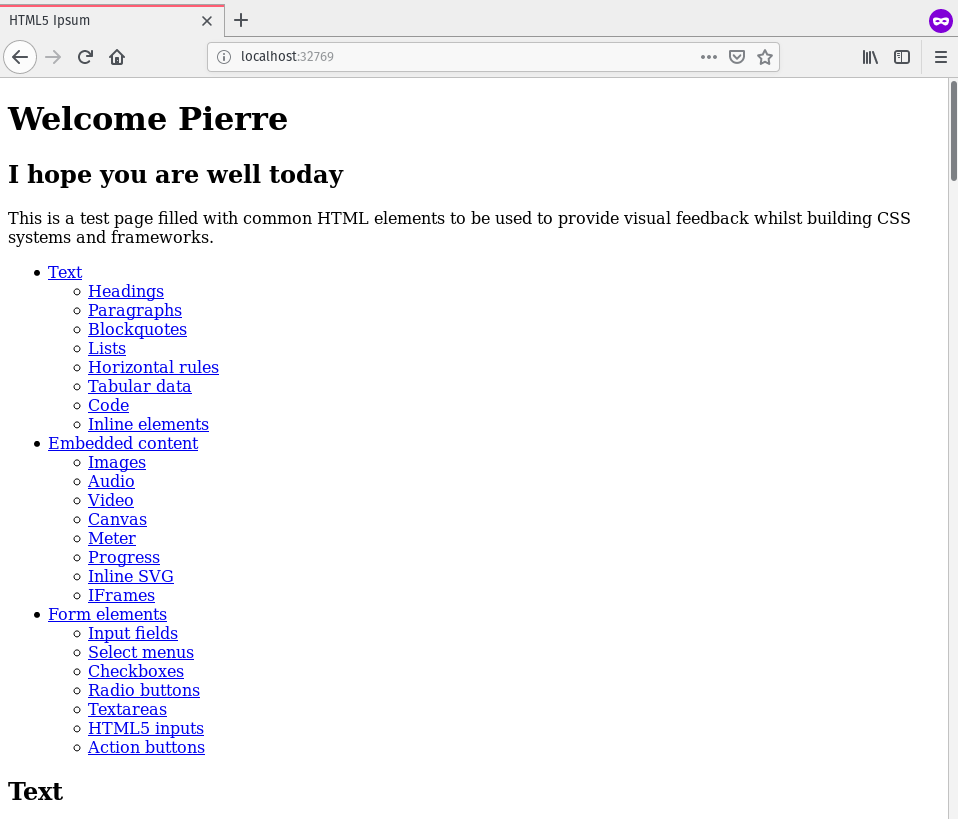 HTML5 Ipsum
localhost:32769
Welcome Pierre
I hope you are well today
This is a test page filled with common HTML elements to be used to provide visual feedback whilst building CSS
systems and frameworks.
Text
Headings
Paragraphs
Blockquotes
Lists
Horizontal rules
Tabular data
Code
Inline elements
Embedded content
Images
Audio
Video
Canvas
Meter
Progress
Inline SVG
IFrames
Form elements
Input fields
Select menus
Checkboxes
Radio buttons
Textareas
HTML5 inputs
Action buttons
Text